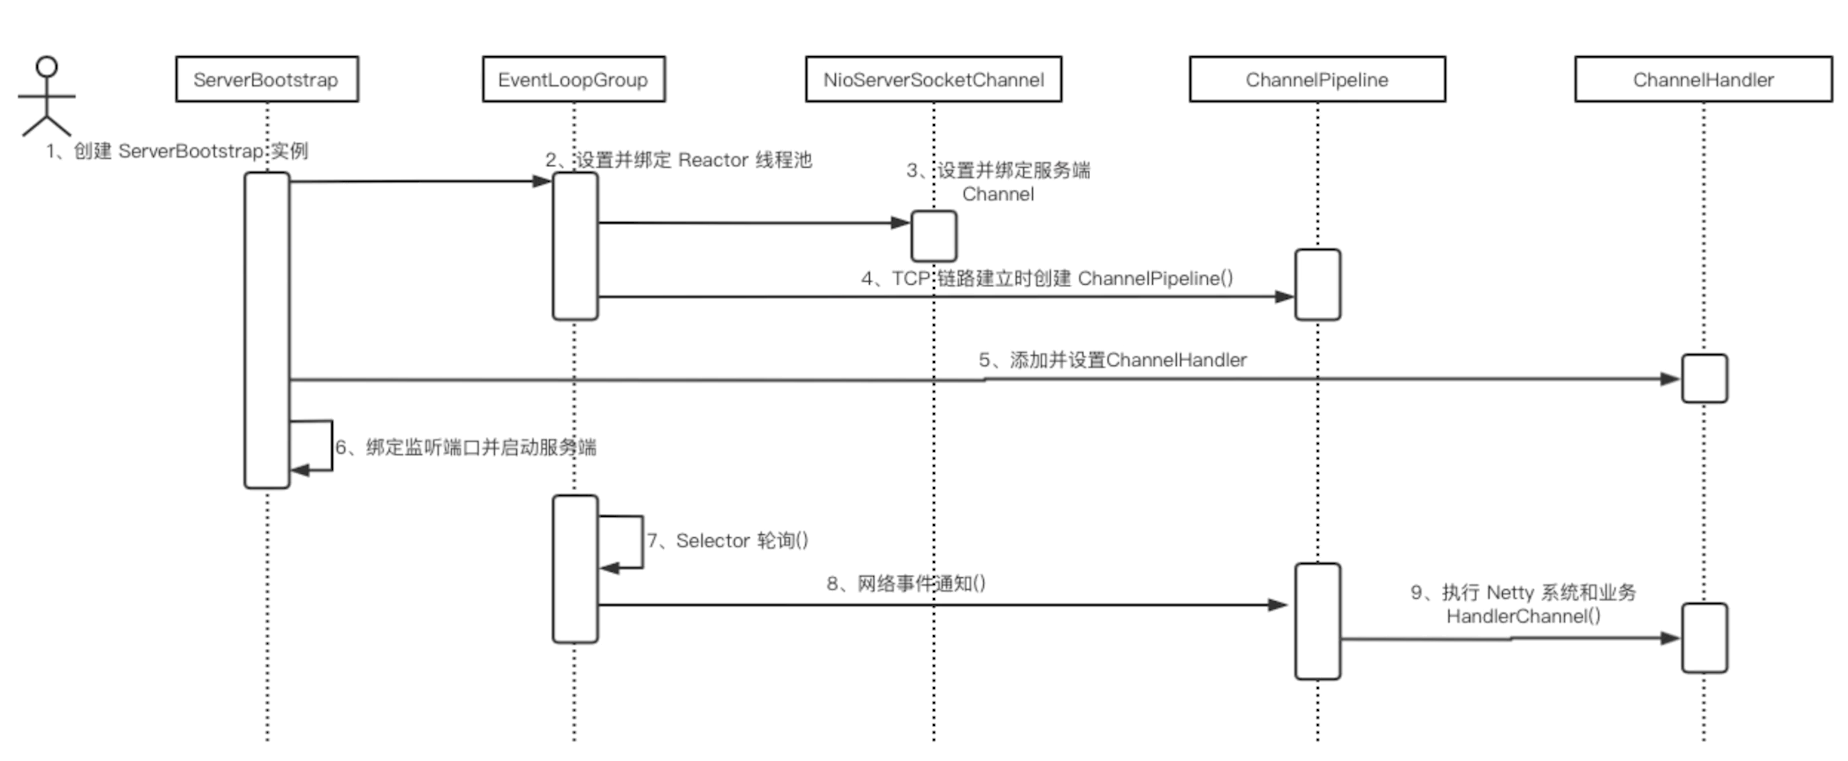 ServerBootstrap
EventLoopGroup
NioServerSocketChannel
ChannelPipeline
ChannelHandler
1、创建 ServerBootstrap 实例
2、设置并绑定 Reactor 线程池
3、设置并绑定服务端
Channel
4、TCP 链路建立时创建 ChannelPipeline()
5、添加并设置ChannelHandler
6、绑定监听端口并启动服务端
7、Selector 轮询()
8、网络事件通知()
9、执行 Netty 系统和业务
HandlerChannel()